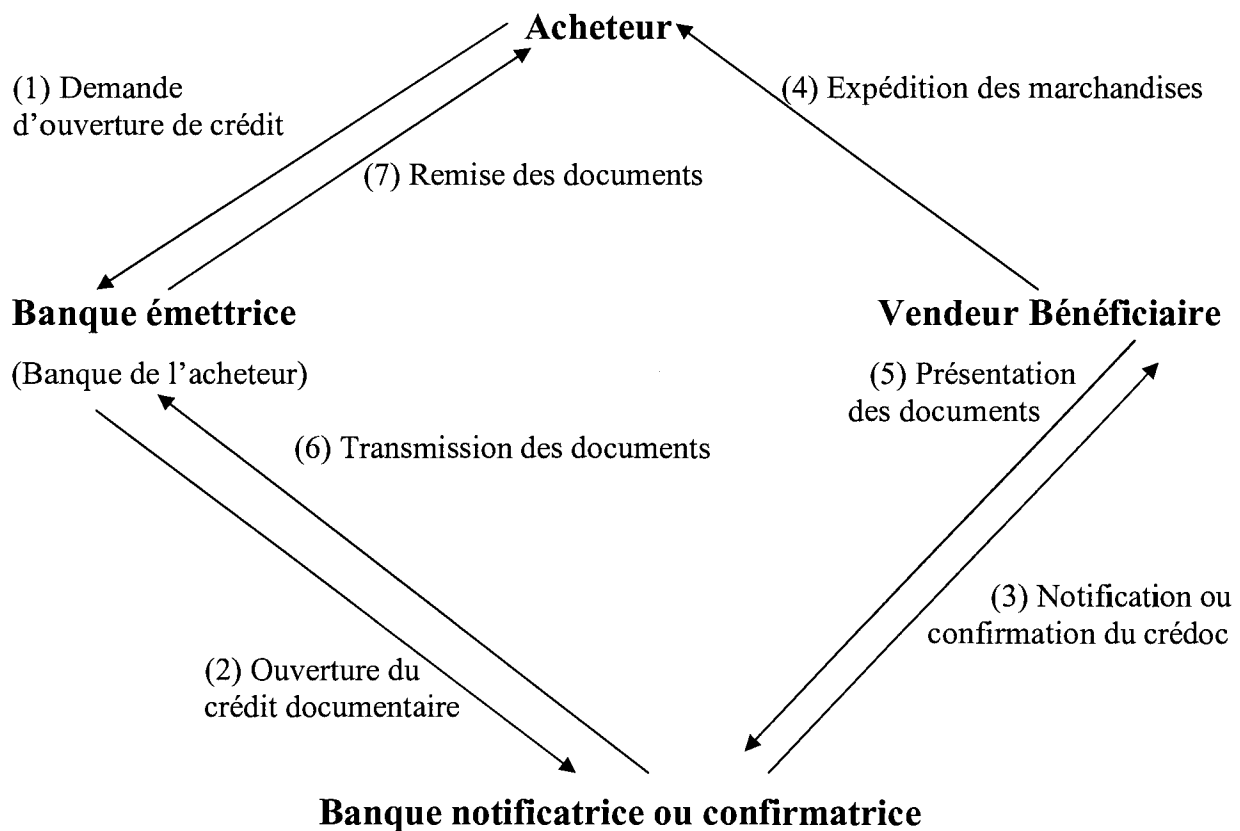 Acheteur
(1) Demande
d’ouverture de crédit
(4) Expédition des marchandises
(7) Remise des documents
Banque émettrice
(Banque de l’acheteur)
Vendeur Bénéficiaire
(5) Présentation
des documents
(6) Transmission des documents
(3) Notification ou
confirmation du crédoc
(2) Ouverture du
crédit documentaire
Banque notificatrice ou confirmatrice